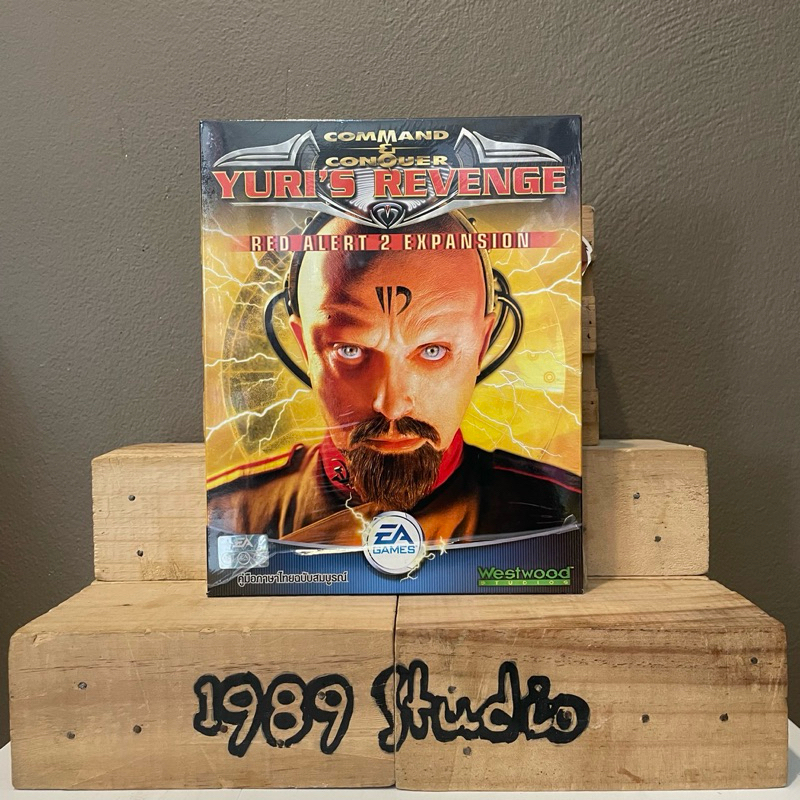 COMMAND
&
CONQUER
YURI'S REVENGE
RED ALERT 2 EXPANSION
EA
GAMES
คู่มือภาษาไทยฉบับสมบูรณ์
Westwood
STUDIOS
1989 Studio